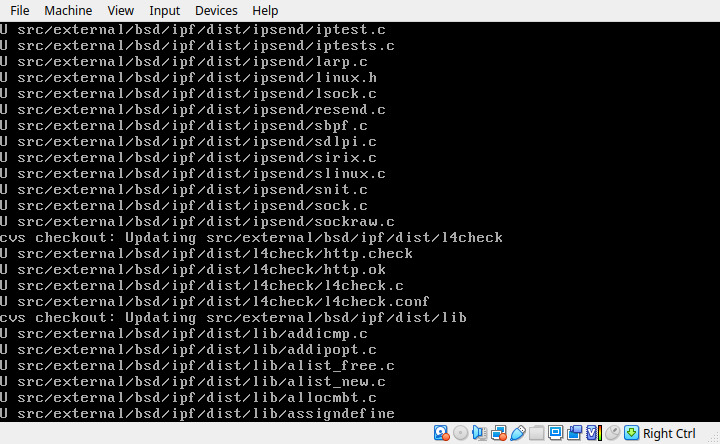 File Machine View Input Devices Help
U src/external/bsd/ipf/dist/ipsend/iptest.c
U src/external/bsd/ipf/dist/ipsend/iptests.c
U src/external/bsd/ipf/dist/ipsend/larp.c
U src/external/bsd/ipf/dist/ipsend/linux.h
U src/external/bsd/ipf/dist/ipsend/lsock.c
U src/external/bsd/ipf/dist/ipsend/resend.c
U src/external/bsd/ipf/dist/ipsend/sbpf.c
U src/external/bsd/ipf/dist/ipsend/sdlpi.c
U src/external/bsd/ipf/dist/ipsend/sirix.c
U src/external/bsd/ipf/dist/ipsend/slinux.c
U src/external/bsd/ipf/dist/ipsend/snit.c
U src/external/bsd/ipf/dist/ipsend/sock.c
U src/external/bsd/ipf/dist/ipsend/sockraw.c
cvs checkout: Updating src/external/bsd/ipf/dist/l4check
U src/external/bsd/ipf/dist/l4check/http.check
U src/external/bsd/ipf/dist/l4check/http.ok
U src/external/bsd/ipf/dist/l4check/l4check.c
U src/external/bsd/ipf/dist/l4check/l4check.conf
cvs checkout: Updating src/external/bsd/ipf/dist/lib
U src/external/bsd/ipf/dist/lib/addicmp.c
U src/external/bsd/ipf/dist/lib/addipopt.c
U src/external/bsd/ipf/dist/lib/alist_free.c
U src/external/bsd/ipf/dist/lib/alist_new.c
U src/external/bsd/ipf/dist/lib/allocmbt.c
U src/external/bsd/ipf/dist/lib/assigndefine
Right Ctrl